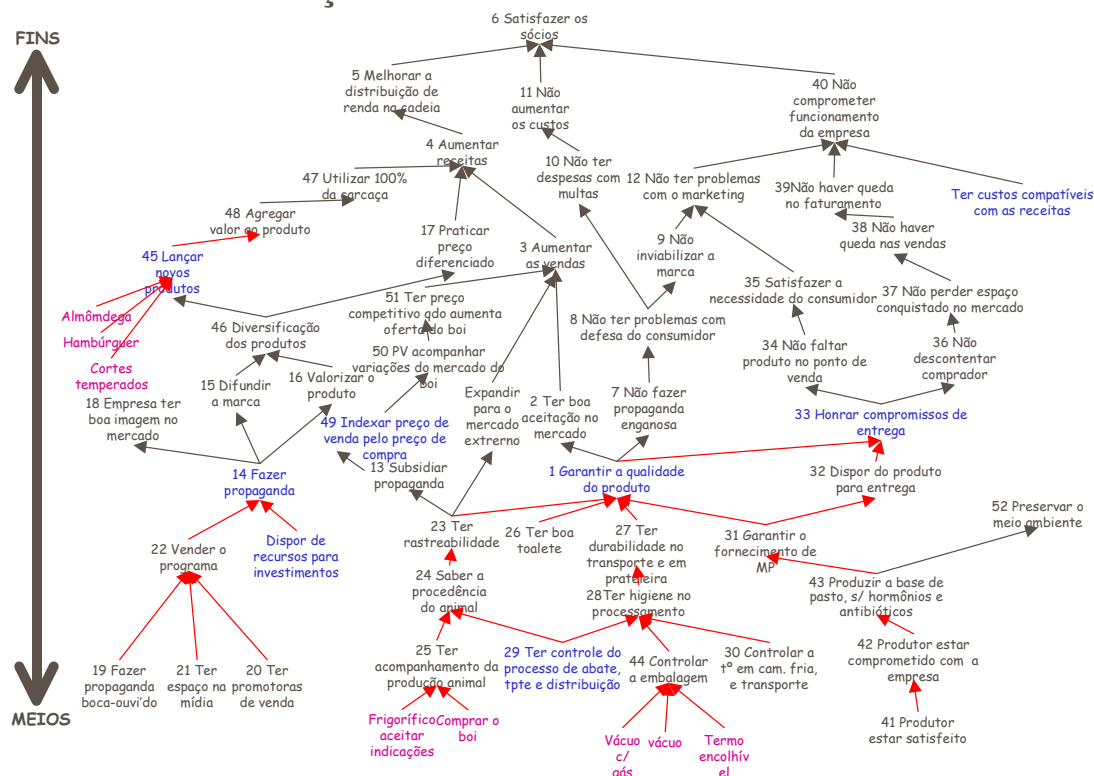 6 Satisfazer os
sócios
FINS
5 Melhorar a
distribuição de
renda na cadeia
11 Não
aumentar
os custos
40 Não
comprometer
funcionamento
da empresa
4 Aumentar
receitas
10 Não ter
despesas com
multas
47 Utilizar 100%
da carcaça
12 Não ter problemas
com o marketing
39Não haver queda
no faturamento
Ter custos compatíveis
com as receitas
48 Agregar
valor ao produto
17 Praticar
preço
diferenciado
3 Aumentar
as vendas
9 Não
inviabilizar a
marca
38 Não haver
queda nas vendas
45 Lançar
novos
produtos
35 Satisfazer a
necessidade do consumidor
37 Não perder espaço
conquistado no mercado
51 Ter preço
competitivo qdo aumenta
oferta do boi
Almômdega
Hambúrguer
Cortes
temperados
46 Diversificação
dos produtos
8 Não ter problemas com
defesa do consumidor
34 Não faltar
produto no ponto de
venda
36 Não
descontentar
comprador
50 PV acompanhar
variações do mercado do
boi
15 Difundir
a marca
16 Valorizar o
produto
18 Empresa ter
boa imagem no
mercado
Expandir
para o
mercado
extrerno
2 Ter boa
aceitação no
mercado
7 Não fazer
propaganda
enganosa
33 Honrar compromissos de
entrega
49 Indexar preço de
venda pelo preço de
compra
14 Fazer
propaganda
13 Subsidiar
propaganda
1 Garantir a qualidade
do produto
32 Dispor do produto
para entrega
52 Preservar o
meio ambiente
23 Ter
rastreabilidade
26 Ter boa
toalete
27 Ter
durabilidade no
transporte e em
prateleira
31 Garantir o
fornecimento de
MP
22 Vender o
programa
Dispor de
recursos para
investimentos
24 Saber a
procedência
do animal
28Ter higiene no
processamento
43 Produzir a base de
pasto, s/ hormônios e
antibióticos
25 Ter
acompanhamento da
produção animal
29 Ter controle do
processo de abate,
tpte e distribuição
44 Controlar
a embalagem
30 Controlar a
tº em cam. fria,
e transporte
42 Produtor estar
comprometido com a
empresa
19 Fazer
propaganda
boca-ouvi'do
21 Ter
espaço na
mídia
20 Ter
promotoras
de venda
MEIOS
Frigorífico
aceitar
indicações
Comprar o
boi
Vácuo
c/
gás
vácuo
Termo
encolhív
el
41 Produtor
estar satisfeito